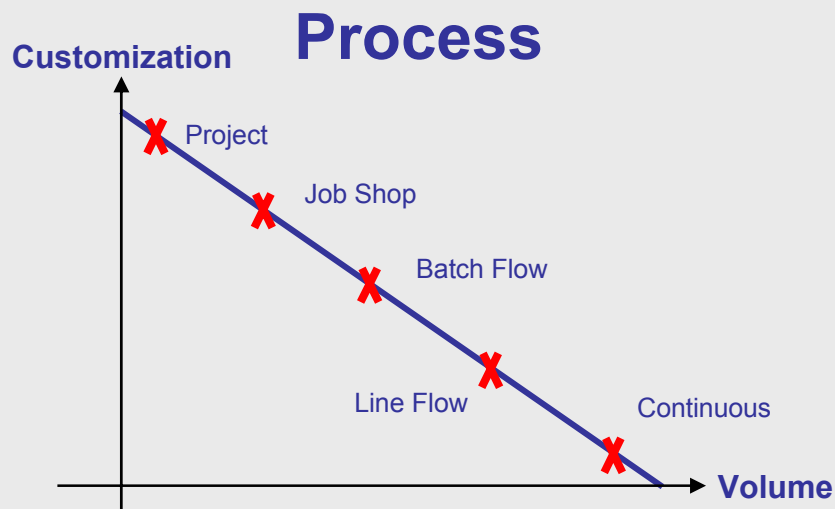 Process
Customization
Project
Job Shop
Batch Flow
Line Flow
Continuous
Volume